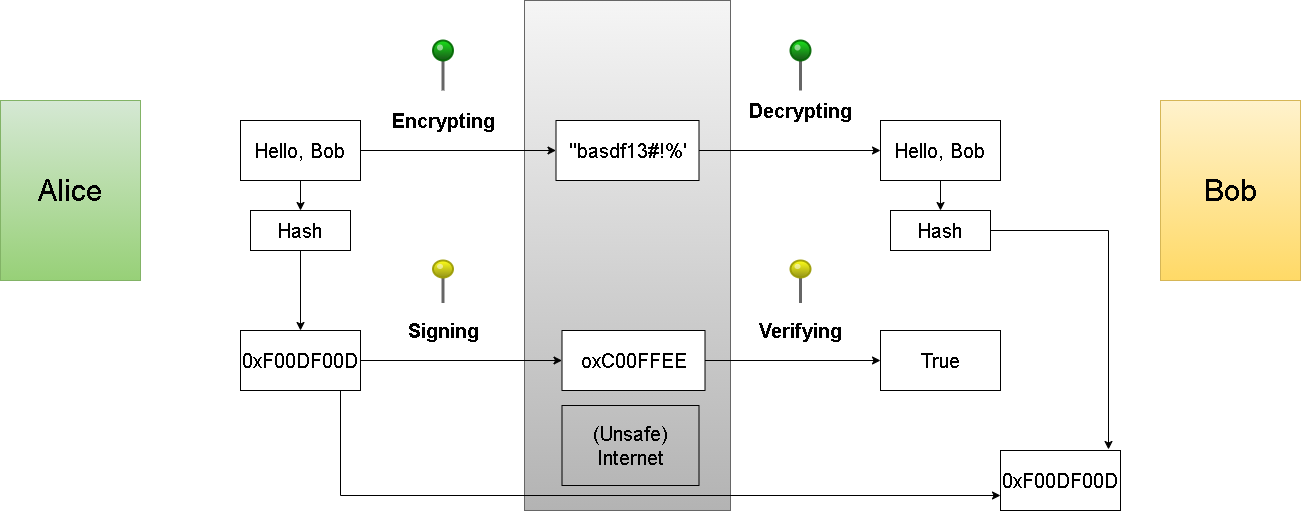 Alice
Encrypting
Decrypting
Hello, Bob
"basdf13#!%'
Hello, Bob
Bob
Hash
Hash
Signing
Verifying
0xF00DF00D
oxC00FFEE
True
(Unsafe)
Internet
0xF00DF00D